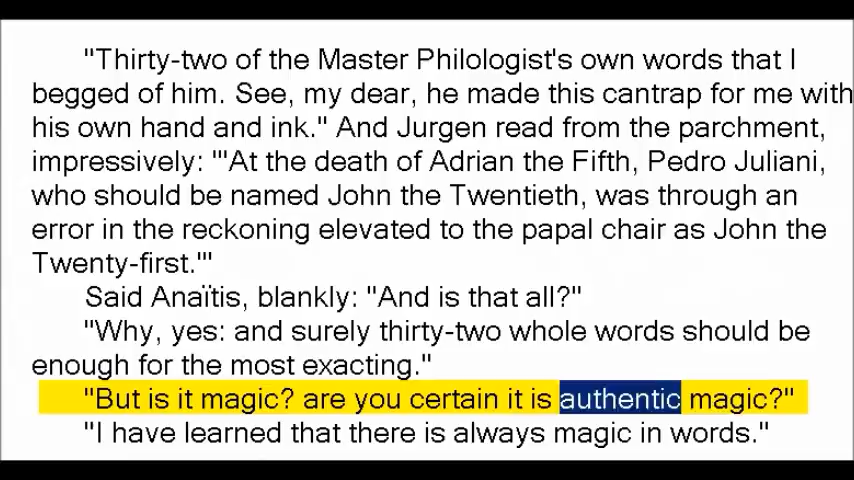 "Thirty-two of the Master Philologist's own words that I
begged of him. See, my dear, he made this cantrap for me with
his own hand and ink." And Jurgen read from the parchment,
impressively: "'At the death of Adrian the Fifth, Pedro Juliani,
who should be named John the Twentieth, was through an
error in the reckoning elevated to the papal chair as John the
Twenty-first.'"
Said Anaïtis, blankly: "And is that all?"
"Why, yes: and surely thirty-two whole words should be
enough for the most exacting."
"But is it magic? are you certain it is authentic magic?"
"I have learned that there is always magic in words."